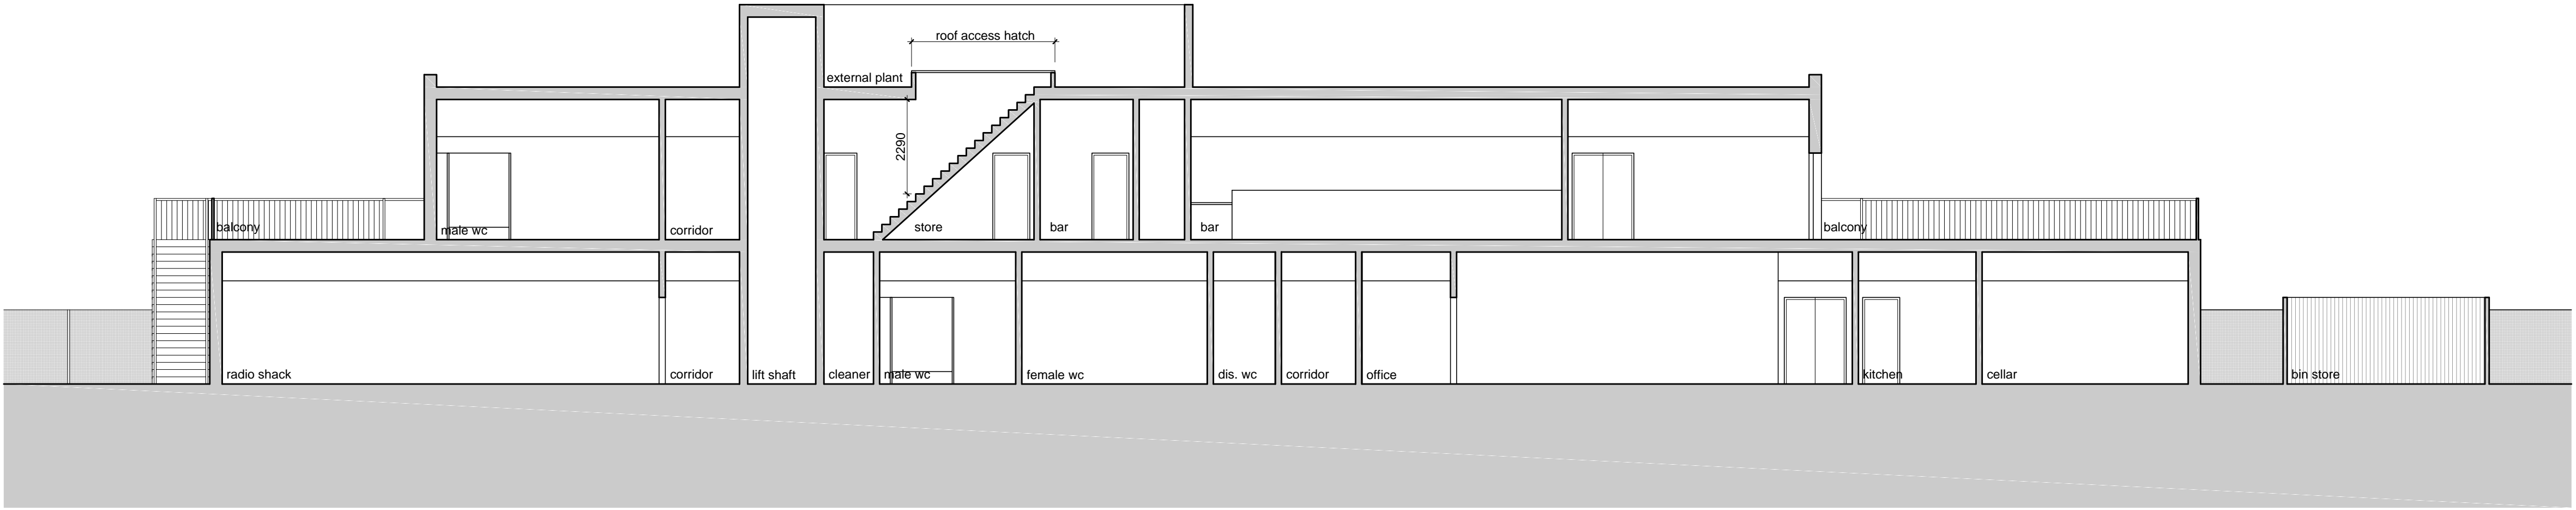 roof access hatch
external plant
2290
balcony
male wc
corridor
store
bar
bar
balcony
radio shack
corridor
lift shaft
cleaner
male wc
female wc
dis. wc
corridor
office
kitchen
cellar
bin store